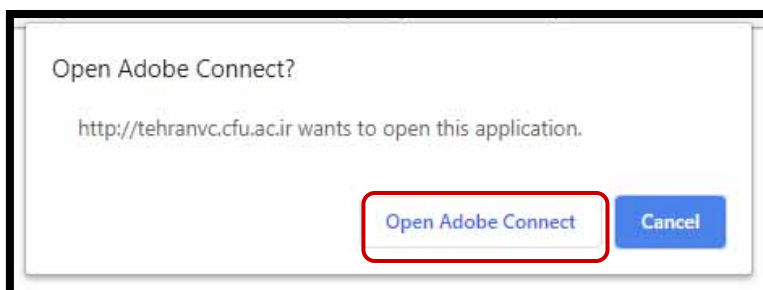 Open Adobe Connect?
http://tehranvc.cfu.ac.ir wants to open this application.
Open Adobe Connect
Cancel